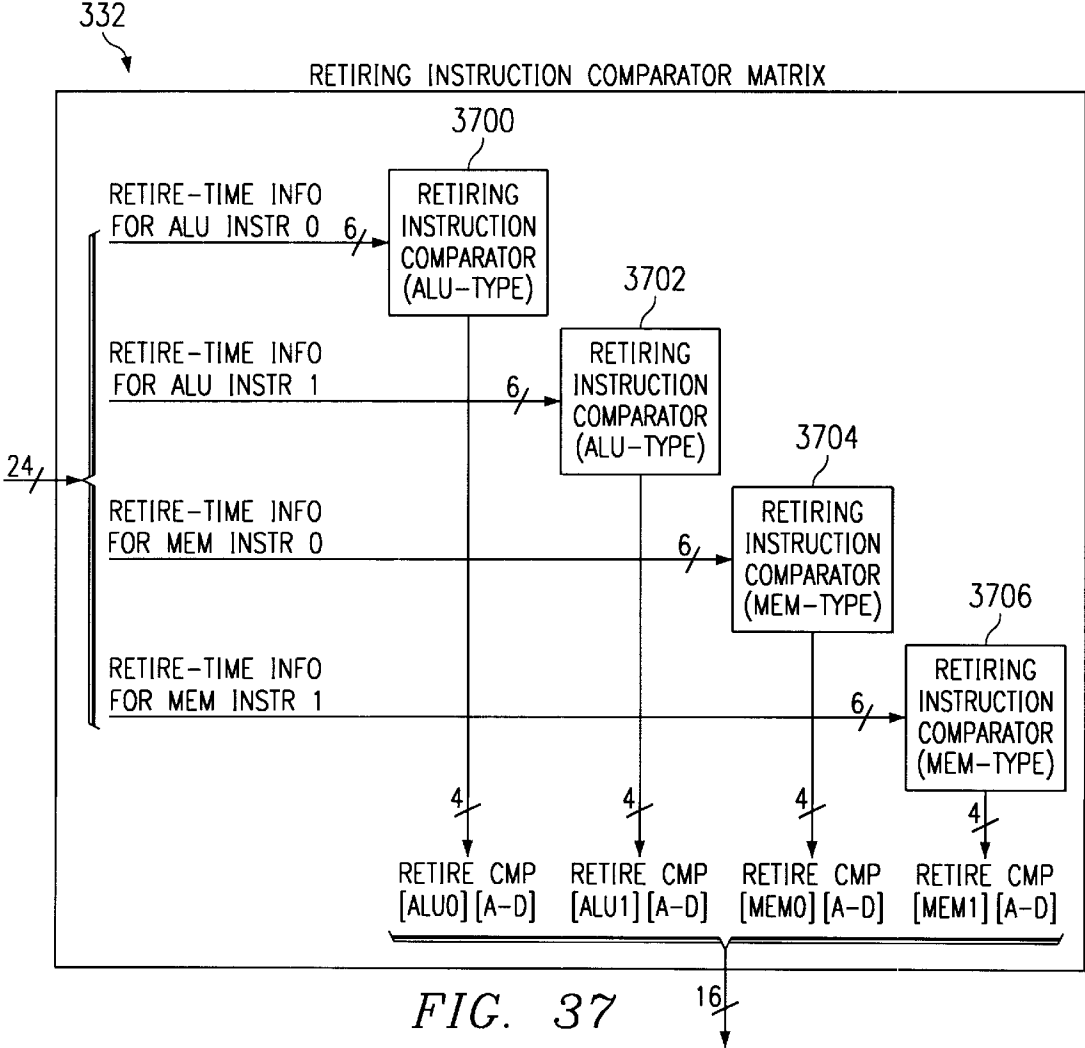 332
RETIRING INSTRUCTION COMPARATOR MATRIX
3700
RETIRE-TIME INFO
FOR ALU INSTR 0
6
RETIRING
INSTRUCTION
COMPARATOR
(ALU-TYPE)
3702
RETIRE-TIME INFO
FOR ALU INSTR 1
6
RETIRING
INSTRUCTION
COMPARATOR
(ALU-TYPE)
3704
24
RETIRE-TIME INFO
FOR MEM INSTR 0
6
RETIRING
INSTRUCTION
COMPARATOR
(MEM-TYPE)
3706
RETIRE-TIME INFO
FOR MEM INSTR 1
6
RETIRING
INSTRUCTION
COMPARATOR
(MEM-TYPE)
4
4
4
4
RETIRE CMP
[ALU0][A-D]
RETIRE CMP
[ALU1][A-D]
RETIRE CMP
[MEM0][A-D]
RETIRE CMP
[MEM1][A-D]
16
FIG. 37